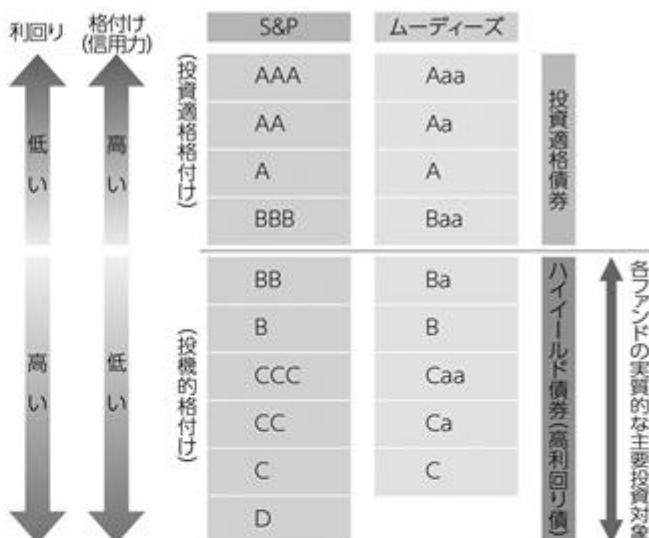 利回り
格付け
(信用力)
S&P
ムーディーズ
低い
高い
高い
低い
(投資適格格付け)
AAA
Aaa
AA
Aa
A
A
BBB
Baa
投資適格債券
(投機的格付け)
BB
Ba
B
B
CCC
Caa
CC
Ca
C
C
D
ハイイールド債券(高利回り債)
各ファンドの実質的な主要投資対象